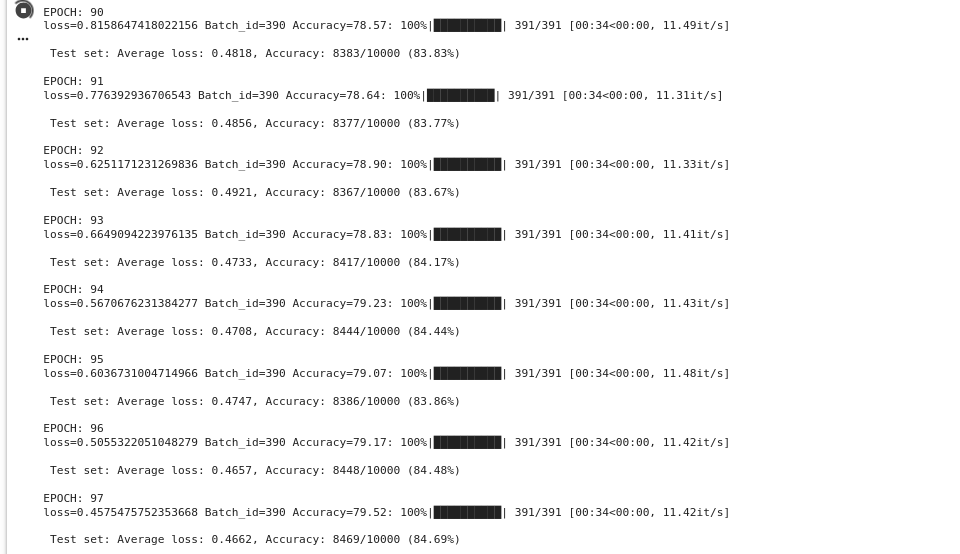 EPOCH: 90
loss=0.8158647418022156 Batch_id=390 Accuracy=78.57: 100%|██████████| 391/391 [00:34<00:00, 11.49it/s]
Test set: Average loss: 0.4818, Accuracy: 8383/10000 (83.83%)
EPOCH: 91
loss=0.776392936706543 Batch_id=390 Accuracy=78.64: 100%|██████████| 391/391 [00:34<00:00, 11.31it/s]
Test set: Average loss: 0.4856, Accuracy: 8377/10000 (83.77%)
EPOCH: 92
loss=0.6251171231269836 Batch_id=390 Accuracy=78.90: 100%|██████████| 391/391 [00:34<00:00, 11.33it/s]
Test set: Average loss: 0.4921, Accuracy: 8367/10000 (83.67%)
EPOCH: 93
loss=0.6649094223976135 Batch_id=390 Accuracy=78.83: 100%|██████████| 391/391 [00:34<00:00, 11.41it/s]
Test set: Average loss: 0.4733, Accuracy: 8417/10000 (84.17%)
EPOCH: 94
loss=0.5670676231384277 Batch_id=390 Accuracy=79.23: 100%|██████████| 391/391 [00:34<00:00, 11.43it/s]
Test set: Average loss: 0.4708, Accuracy: 8444/10000 (84.44%)
EPOCH: 95
loss=0.6036731004714966 Batch_id=390 Accuracy=79.07: 100%|██████████| 391/391 [00:34<00:00, 11.48it/s]
Test set: Average loss: 0.4747, Accuracy: 8386/10000 (83.86%)
EPOCH: 96
loss=0.5055322051048279 Batch_id=390 Accuracy=79.17: 100%|██████████| 391/391 [00:34<00:00, 11.42it/s]
Test set: Average loss: 0.4657, Accuracy: 8448/10000 (84.48%)
EPOCH: 97
loss=0.4575475752353668 Batch_id=390 Accuracy=79.52: 100%|██████████| 391/391 [00:34<00:00, 11.42it/s]
Test set: Average loss: 0.4662, Accuracy: 8469/10000 (84.69%)